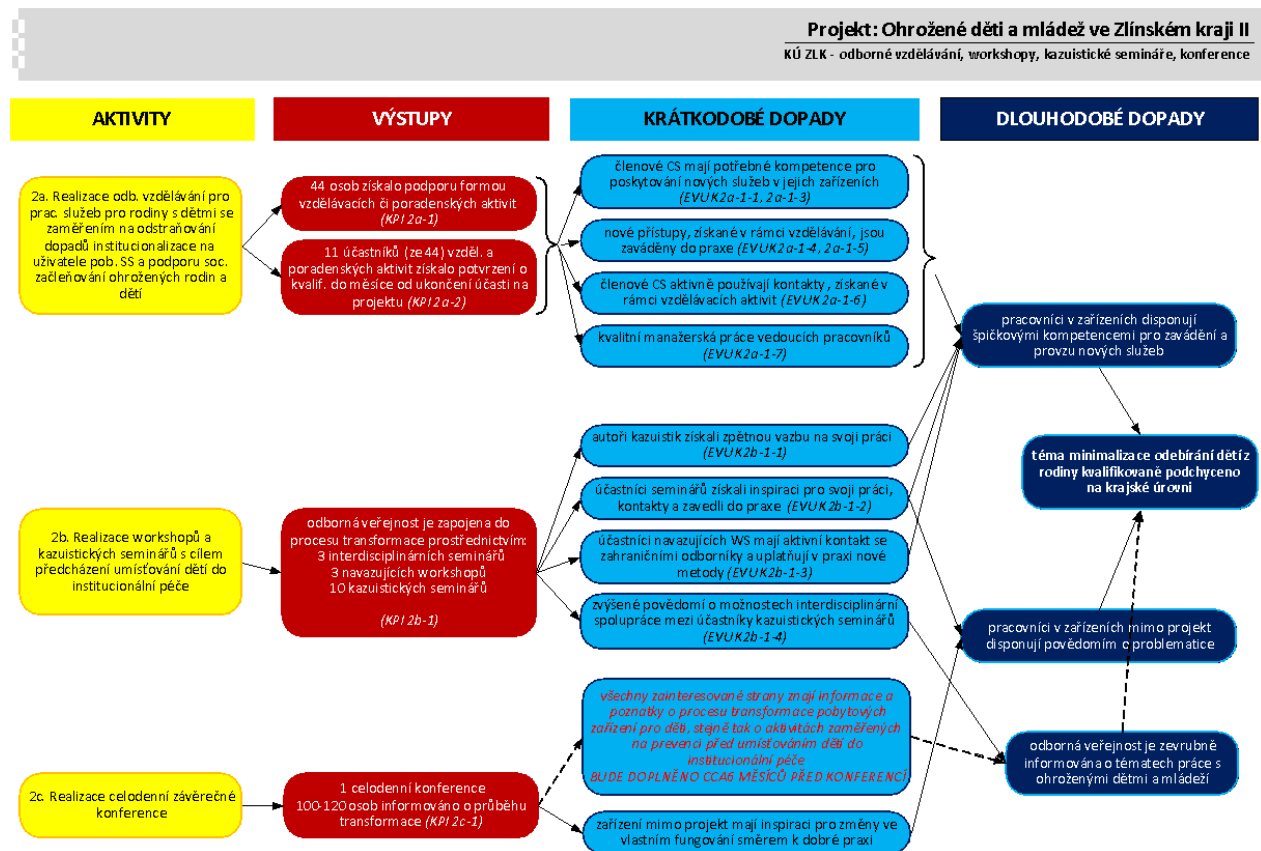 Projekt: Ohrožené děti a mládež ve Zlínském kraji II
KÚ ZLK - odborné vzdělávání, workshopy, kazuistické semináře, konference
AKTIVITY
VÝSTUPY
KRÁTKODOBÉ DOPADY
DLOUHODOBÉ DOPADY
2a. Realizace odb. vzdělávání pro
prac. služeb pro rodiny s dětmi se
zaměřením na odstraňování
dopadů institucionalizace na
uživatele pob. SS a podporu soc.
začleňování ohrožených rodin a
dětí
44 osob získalo podporu formou
vzdělávacích či poradenských aktivit
(KPI 2a-1)
11 účastníků (ze 44) vzděl. a
poradenských aktivit získalo potvrzení o
kvalif. do měsíce od ukončení účasti na
projektu (KPI 2a-2)
členové CS mají potřebné kompetence pro
poskytování nových služeb v jejich zařízeních
(EVUK2a-1-1, 2a-1-3)
nové přístupy, získané v rámci vzdělávání, jsou
zaváděny do praxe (EVUK2a-1-4, 2a-1-5)
členové CS aktivně používají kontakty, získané v
rámci vzdělávacích aktivit (EVUK2a-1-6)
kvalitní manažerská práce vedoucích pracovníků
(EVUK2a-1-7)
pracovníci v zařízeních disponují
špičkovými kompetencemi pro zavádění a
provzu nových služeb
2b. Realizace workshopů a
kazuistických seminářů s cílem
předcházení umísťování dětí do
institucionální péče
odborná veřejnost je zapojena do
procesu transformace prostřednictvím:
3 interdisciplinárních seminářů
3 navazujících workshopů
10 kazuistických seminářů
(KPI 2b-1)
autoři kazuistik získali zpětnou vazbu na svoji práci
(EVUK2b-1-1)
účastníci seminářů získali inspiraci pro svoji práci,
kontakty a zavedli do praxe (EVUK2b-1-2)
účastníci navazujících WS mají aktivní kontakt se
zahraničními odborníky a uplatňují v praxi nové
metody (EVUK2b-1-3)
zvýšené povědomí o možnostech interdisciplinární
spolupráce mezi účastníky kazuistických seminářů
(EVUK2b-1-4)
téma minimalizace odebírání dětí z
rodiny kvalifikovaně podchyceno
na krajské úrovni
pracovníci v zařízeních mimo projekt
disponují povědomím o problematice
2c. Realizace celodenní závěrečné
konference
1 celodenní konference
100-120 osob informováno o průběhu
transformace (KPI 2c-1)
všechny zainteresované strany znají informace a
poznatky o procesu transformace pobytových
zařízení pro děti, stejně tak o aktivitách zaměřených
na prevenci před umísťováním dětí do
institucionální péče
BUDE DOPLNĚNO CCA 6 MĚSÍCŮ PŘED KONFERENCÍ
zařízení mimo projekt mají inspiraci pro změny ve
vlastním fungování směrem k dobré praxi
odborná veřejnost je zevrubně
informována o tématech práce s
ohroženými dětmi a mládeží